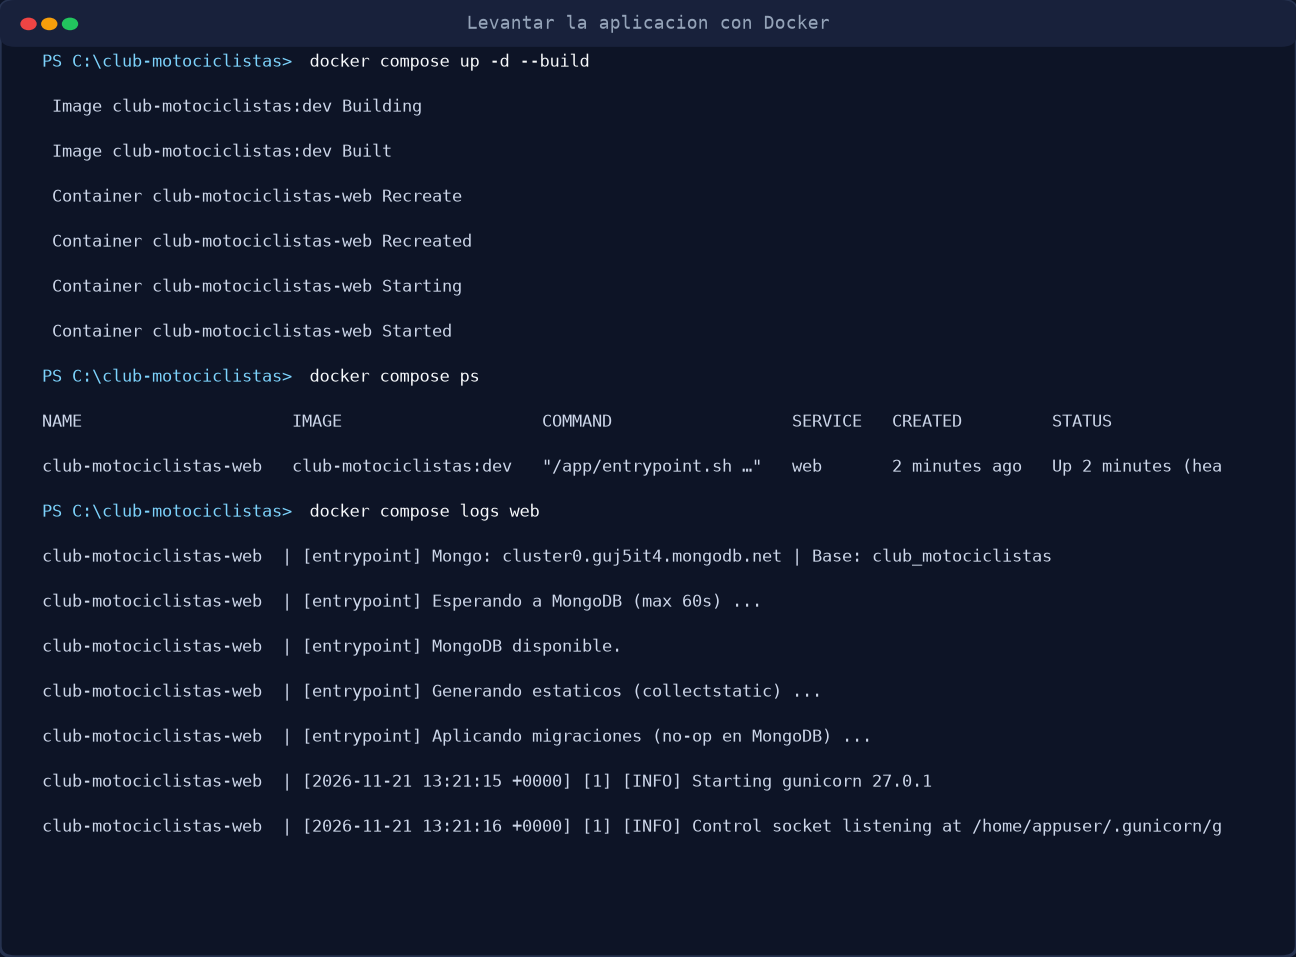 Levantar la aplicacion con Docker
PS C:\club-motociclistas> docker compose up -d --build
Image club-motociclistas:dev Building
Image club-motociclistas:dev Built
Container club-motociclistas-web Recreate
Container club-motociclistas-web Recreated
Container club-motociclistas-web Starting
Container club-motociclistas-web Started
PS C:\club-motociclistas> docker compose ps
NAME IMAGE COMMAND SERVICE CREATED STATUS
club-motociclistas-web club-motociclistas:dev "/app/entrypoint.sh …" web 2 minutes ago Up 2 minutes (hea
PS C:\club-motociclistas> docker compose logs web
club-motociclistas-web | [entrypoint] Mongo: cluster0.guj5it4.mongodb.net | Base: club_motociclistas
club-motociclistas-web | [entrypoint] Esperando a MongoDB (max 60s) ...
club-motociclistas-web | [entrypoint] MongoDB disponible.
club-motociclistas-web | [entrypoint] Generando estaticos (collectstatic) ...
club-motociclistas-web | [entrypoint] Aplicando migraciones (no-op en MongoDB) ...
club-motociclistas-web | [2026-11-21 13:21:15 +0000] [1] [INFO] Starting gunicorn 27.0.1
club-motociclistas-web | [2026-11-21 13:21:16 +0000] [1] [INFO] Control socket listening at /home/appuser/.gunicorn/g